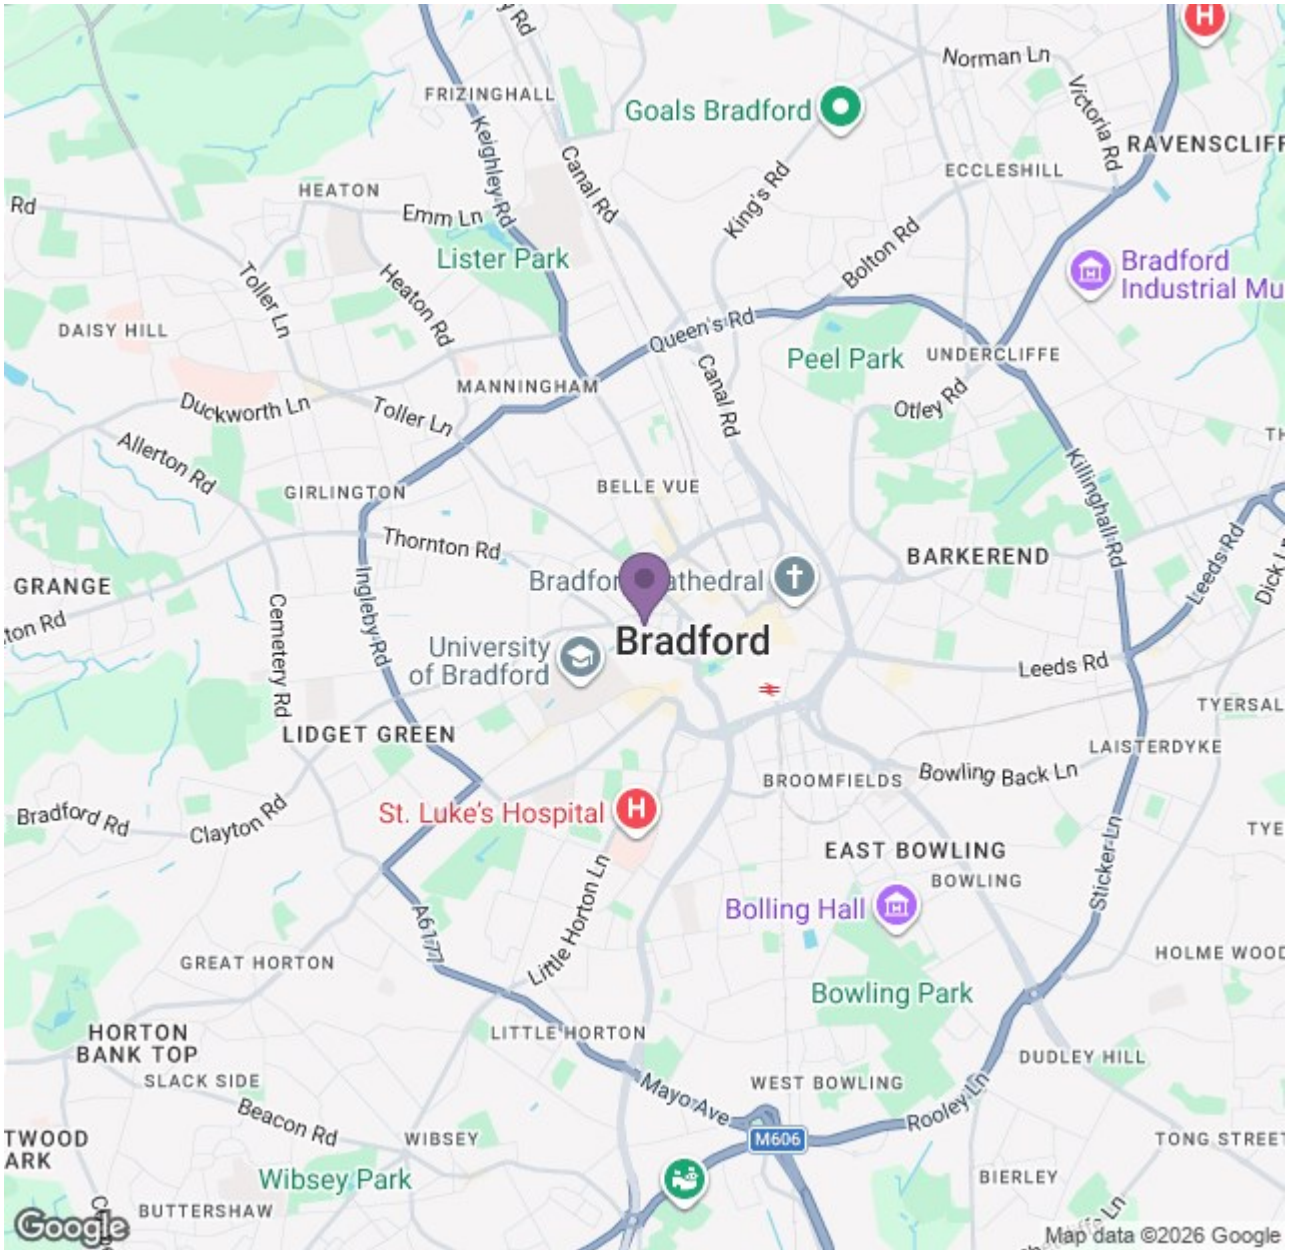 Norman Ln
Victoria Rd
FRIZINGHALL
Goals Bradford
Keighley Rd
RAVENSCLIFF
Canal Rd
ECCLESHILL
HEATON
King's Rd
Rd
Emm Ln
Bolton Rd
Lister Park
Bradford
Industrial Mu
Toller Ln
Heaton Rd
DAISY HILL
Queen's Rd
Peel Park
UNDERCLIFFE
MANNINGHAM
Canal Rd
Duckworth Ln
Toller Ln
Otley Rd
Allerton Rd
TH
Killinghall Rd
GIRLINGTON
BELLE VUE
Thornton Rd
BARKEREND
Leeds Rd
Dick Ln
GRANGE
Bradfor
athedral
Ingleby Rd
Cemetery Rd
ton Rd
Bradford
University
of Bradford
Leeds Rd
TYERSAL
LIDGET GREEN
LAISTERDYKE
BROOMFIELDS
Bowling Back Ln
Bradford Rd
Clayton Rd
St. Luke's Hospital
H
TYE
EAST BOWLING
Sticker Ln
BOWLING
Little Horton Ln
Bolling Hall
A6177
GREAT HORTON
HOLME WOOD
Bowling Park
HORTON
BANK TOP
LITTLE HORTON
DUDLEY HILL
SLACK SIDE
Mayo Ave
WEST BOWLING
Rooley Ln
Beacon Rd
TWOOD
ARK
WIBSEY
M606
TONG STREET
Wibsey Park
BIERLEY
BUTTERSHAW
Google
Map data ©2026 Google